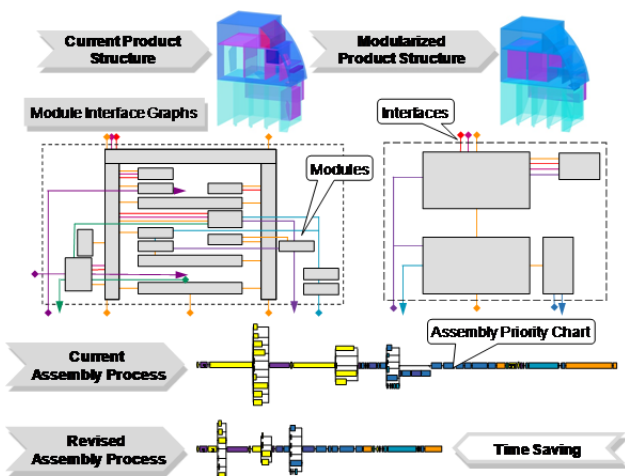 Current Product
Structure
Modularized
Product Structure
Module Interface Graphs
Interfaces
Modules
Assembly Priority Chart
Current
Assembly Process
Revised
Assembly Process
Time Saving